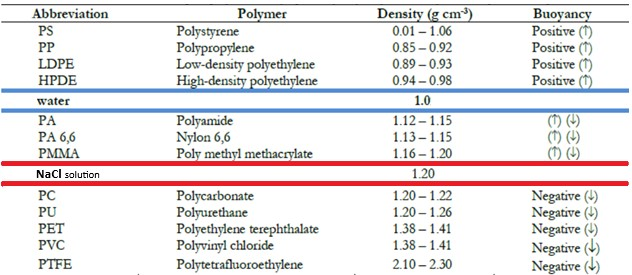 Abbreviation Polymer Density (g cm-³) Buoyancy
PS Polystyrene 0.01 – 1.06 Positive (↑)
PP Polypropylene 0.85 – 0.92 Positive (↑)
LDPE Low-density polyethylene 0.89 – 0.93 Positive (↑)
HPDE High-density polyethylene 0.94 – 0.98 Positive (↑)
water 1.0
PA Polyamide 1.12 – 1.15 (↑) (↓)
PA 6,6 Nylon 6,6 1.13 – 1.15 (↑) (↓)
PMMA Poly methyl methacrylate 1.16 – 1.20 (↑) (↓)
NaCl solution 1.20
PC Polycarbonate 1.20 – 1.22 Negative (↓)
PU Polyurethane 1.20 – 1.26 Negative (↓)
PET Polyethylene terephthalate 1.38 – 1.41 Negative (↓)
PVC Polyvinyl chloride 1.38 – 1.41 Negative (↓)
PTFE Polytetrafluoroethylene 2.10 – 2.30 Negative (↓)